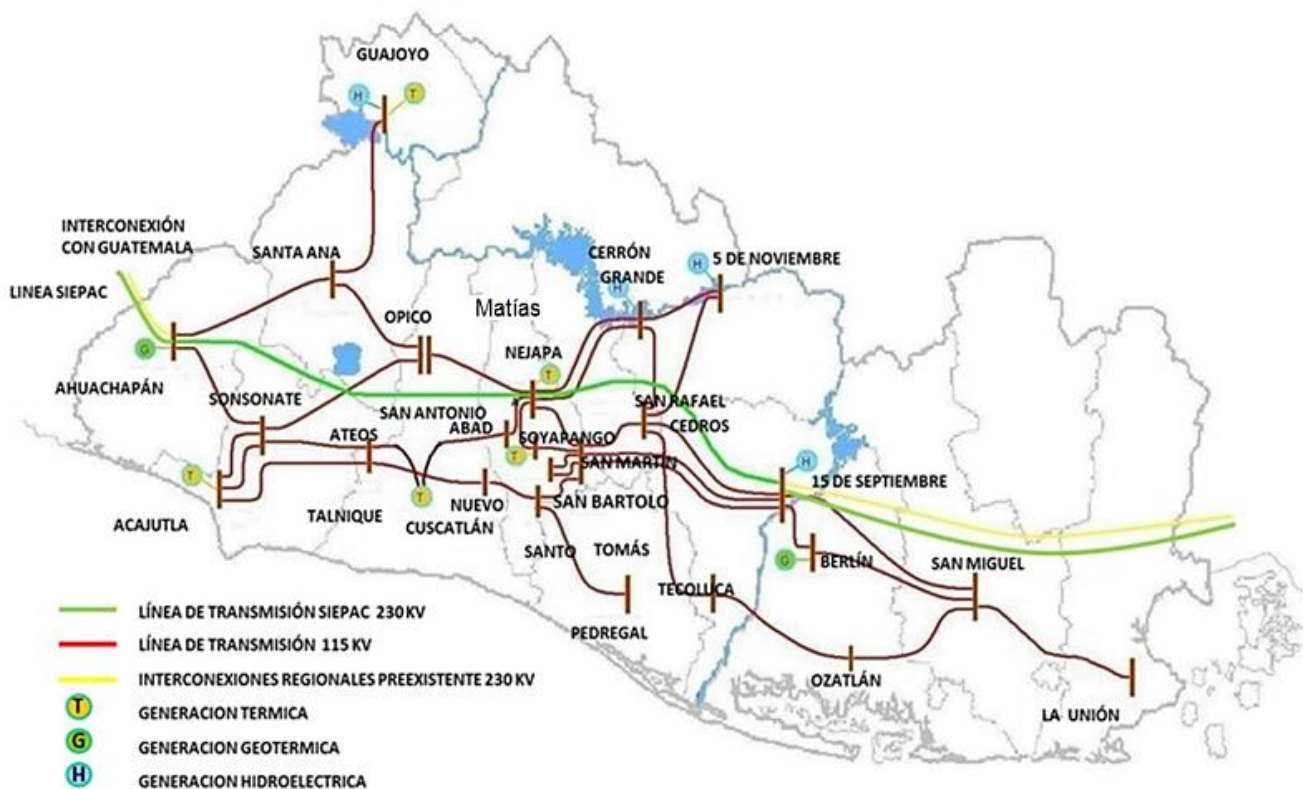 GUAJOYO
H
T
INTERCONEXIÓN
CON GUATEMALA
LINEA SIEPAC
SANTA ANA
CERRÓN
GRANDE
H
H
5 DE NOVIEMBRE
OPICO
Matías
NEJAPA
T
G
AHUACHAPÁN
SONSONATE
SAN ANTONIO
ABAD
SAN RAFAEL
CEDROS
ATEOS
SOYAPANGO
T
SAN MARTIN
H
15 DE SEPTIEMBRE
T
ACAJUTLA
TALNIQUE
T
NUEVO
CUSCATLÁN
SAN BARTOLO
SANTO
TOMÁS
G
BERLÍN
SAN MIGUEL
TECOLUCA
PEDREGAL
OZATLÁN
LA UNIÓN
LÍNEA DE TRANSMISIÓN SIEPAC 230 KV
LÍNEA DE TRANSMISIÓN 115 KV
INTERCONEXIONES REGIONALES PREEXISTENTE 230 KV
T GENERACION TERMICA
G GENERACION GEOTERMICA
H GENERACION HIDROELECTRICA